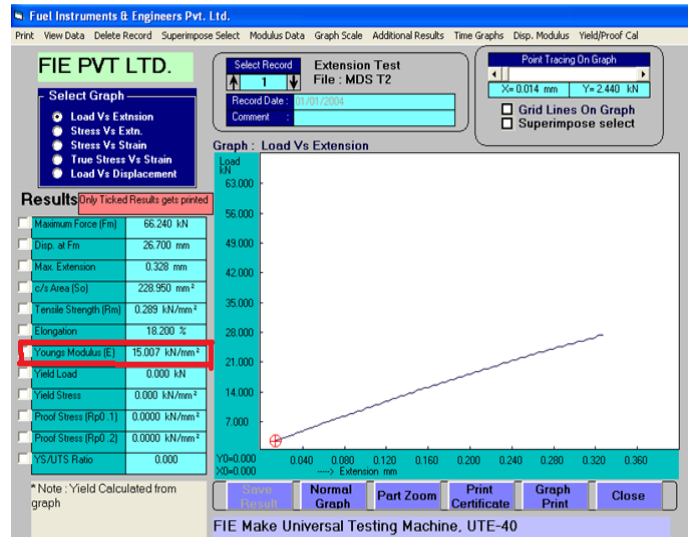 Fuel Instruments & Engineers Pvt. Ltd.
Print View Data Delete Record Superimpose Select Modulus Data Graph Scale Additional Results Time Graphs Disp. Modulus Yield/Proof Cal
FIE PVT LTD.
Select Graph
Load Vs Extnsion
Stress Vs Extn.
Stress Vs Strain
True Stress Vs Strain
Load Vs Displacement
Select Record
1
Extension Test
File : MDS T2
Record Date : 01/01/2004
Comment :
Point Tracing On Graph
X= 0.014 mm Y= 2.440 kN
Grid Lines On Graph
Superimpose select
Results Only Ticked Results gets printed
Maximum Force (Fm) 66.240 kN
Disp. at Fm 26.700 mm
Max. Extension 0.328 mm
c/s Area (So) 228.950 mm²
Tensile Strength (Rm) 0.289 kN/mm²
Elongation 18.200 %
Youngs Modulus (E) 15.007 kN/mm²
Yield Load 0.000 kN
Yield Stress 0.000 kN/mm²
Proof Stress (Rp0 .1) 0.0000 kN/mm²
Proof Stress (Rp0 .2) 0.0000 kN/mm²
YS/UTS Ratio 0.000
* Note : Yield Calculated from
graph
Graph : Load Vs Extension
Load
kN
63.000
56.000
49.000
42.000
35.000
28.000
21.000
14.000
7.000
Y0=0.000
X0=0.000
0.040 0.080 0.120 0.160 0.200 0.240 0.280 0.320 0.360
----> Extension mm
Save Result
Normal Graph
Part Zoom
Print Certificate
Graph Print
Close
FIE Make Universal Testing Machine, UTE-40